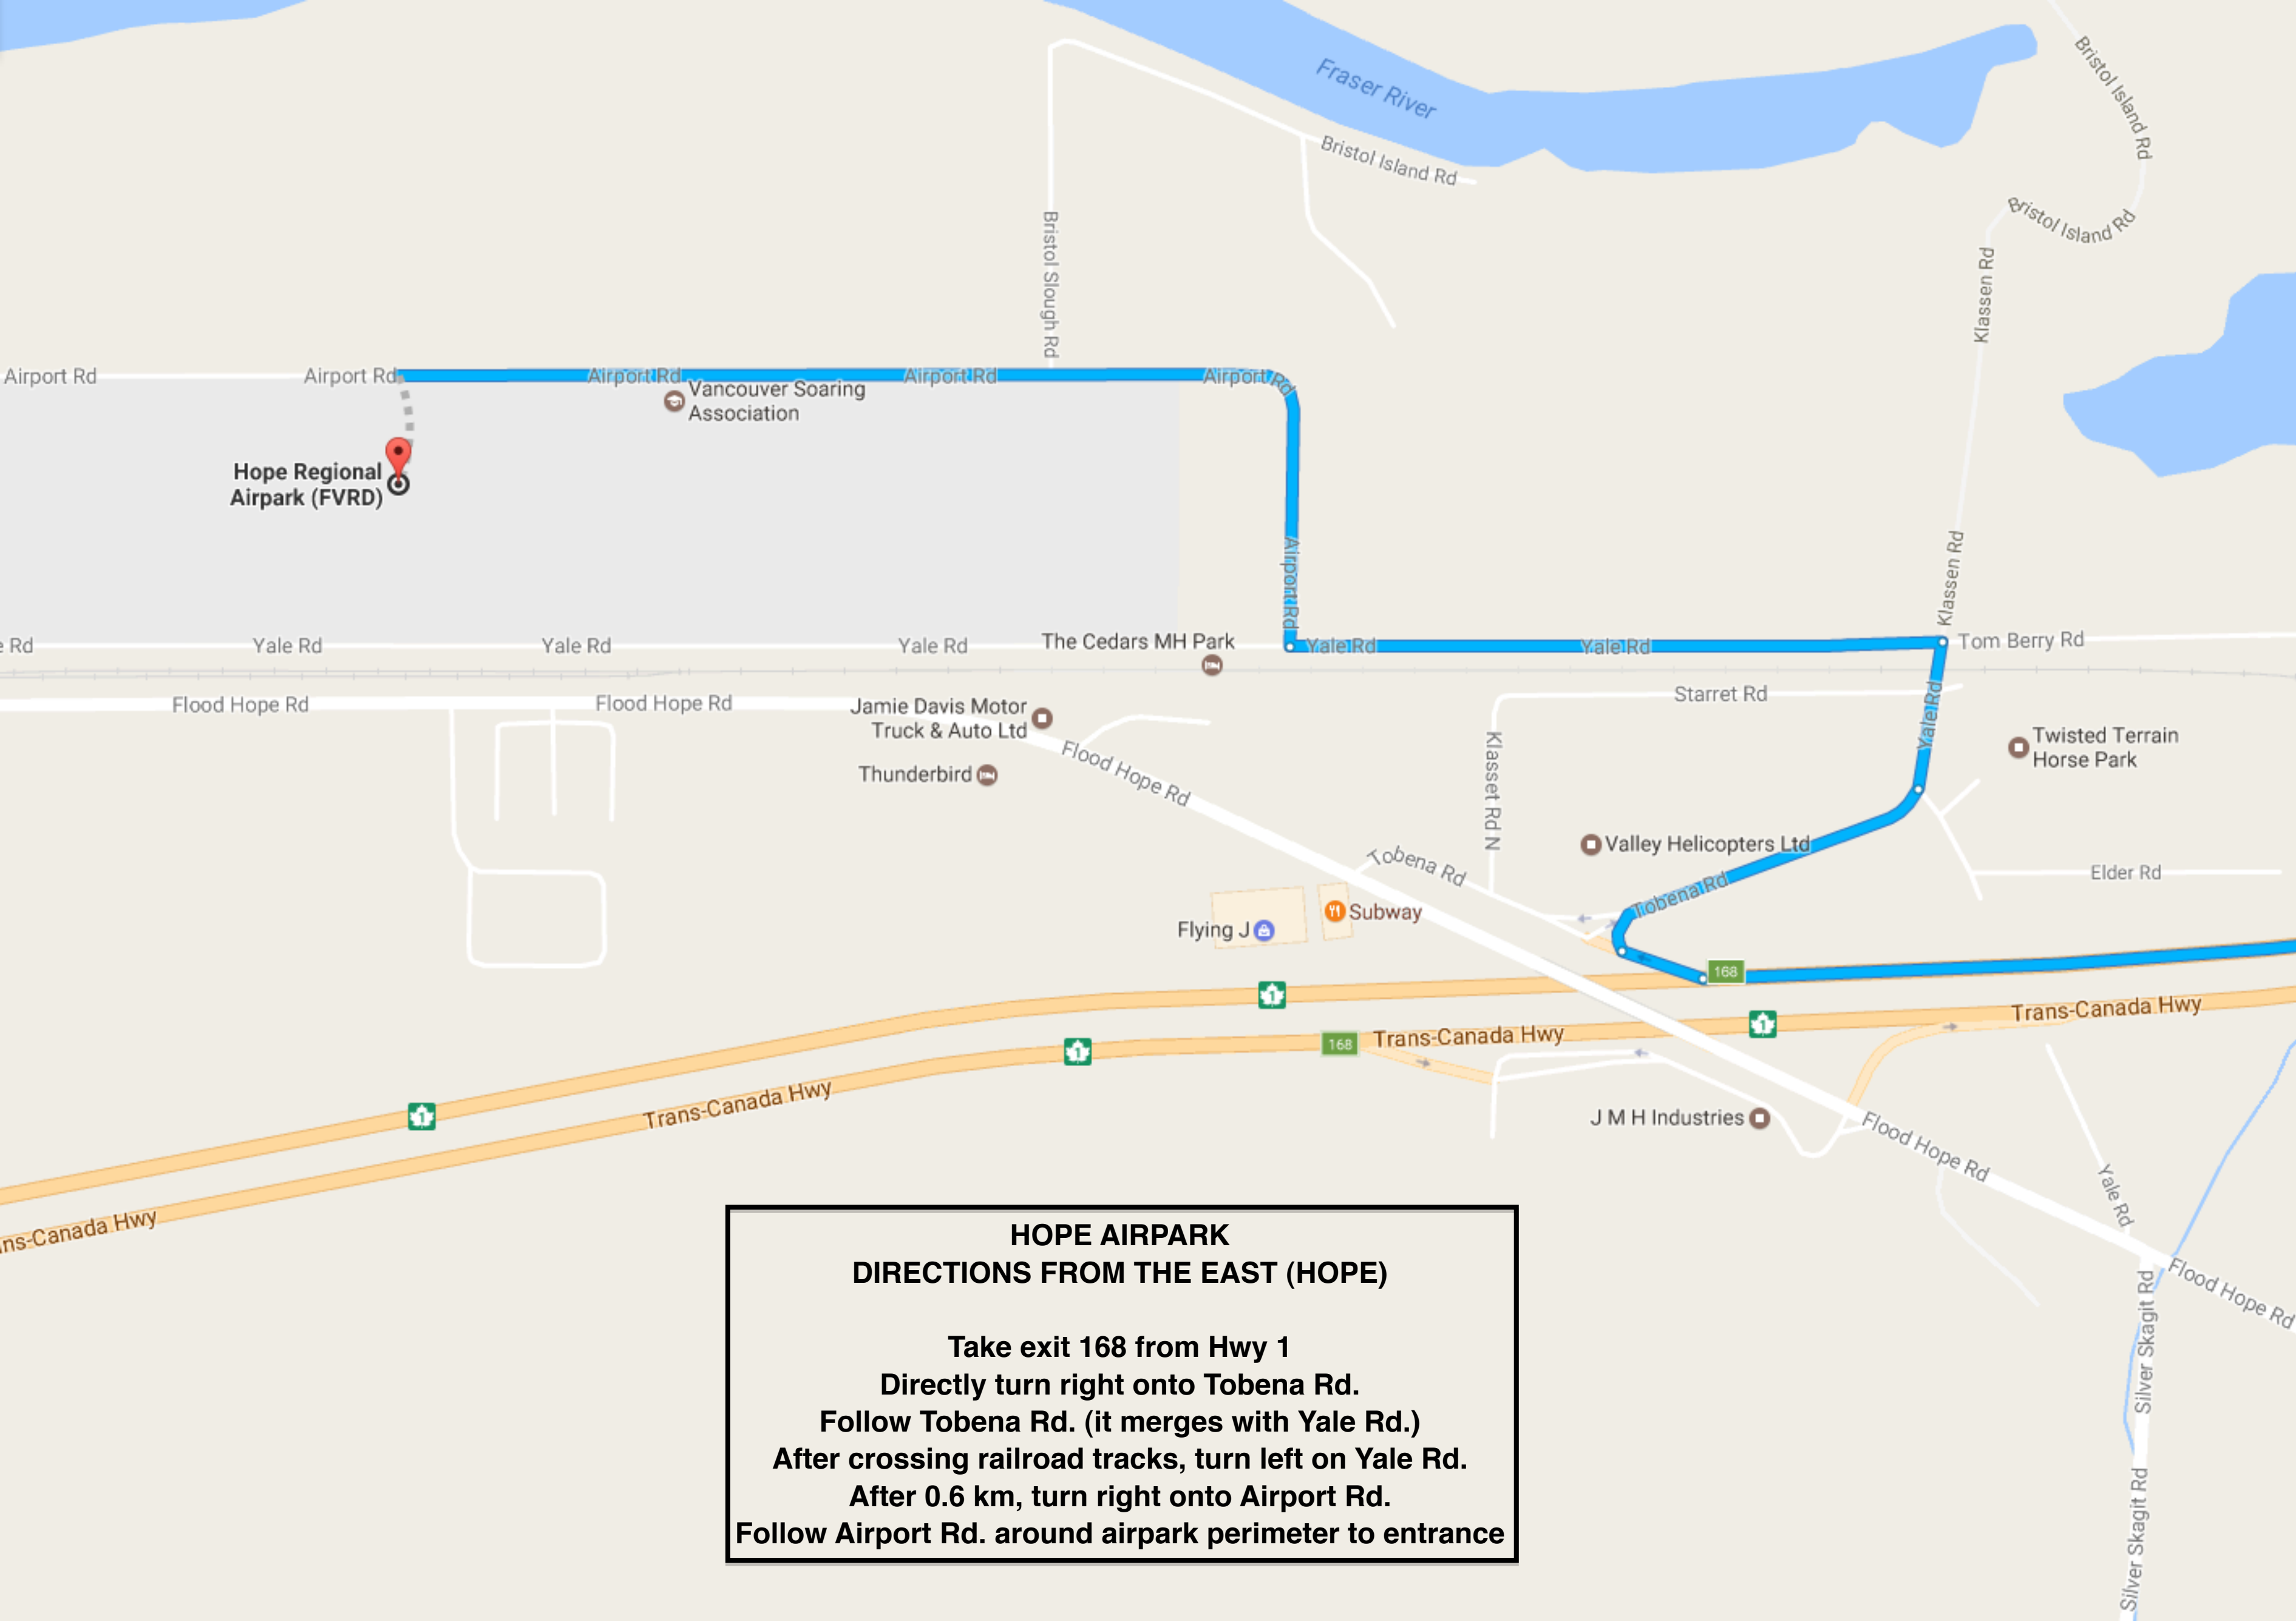 Fraser River
Bristol Island Rd
Bristol Island Rd
Bristol Island Rd
Bristol Slough Rd
Klassen Rd
Airport Rd
Airport Rd
Airport Rd
Airport Rd
Airport Rd
Vancouver Soaring
Association
Hope Regional
Airpark (FVRD)
Airport Rd
Klassen Rd
e Rd
Yale Rd
Yale Rd
Yale Rd
The Cedars MH Park
Yale Rd
Yale Rd
Tom Berry Rd
Flood Hope Rd
Flood Hope Rd
Jamie Davis Motor
Truck & Auto Ltd
Starret Rd
Yale Rd
Twisted Terrain
Horse Park
Thunderbird
Flood Hope Rd
Klasset Rd N
Valley Helicopters Ltd
Tobena Rd
Tobena Rd
Elder Rd
Flying J
Subway
168
1
1
1
1
168
Trans-Canada Hwy
Trans-Canada Hwy
Trans-Canada Hwy
ns-Canada Hwy
J M H Industries
Flood Hope Rd
Yale Rd
Flood Hope Rd
Silver Skagit Rd
Silver Skagit Rd
HOPE AIRPARK
DIRECTIONS FROM THE EAST (HOPE)
Take exit 168 from Hwy 1
Directly turn right onto Tobena Rd.
Follow Tobena Rd. (it merges with Yale Rd.)
After crossing railroad tracks, turn left on Yale Rd.
After 0.6 km, turn right onto Airport Rd.
Follow Airport Rd. around airpark perimeter to entrance